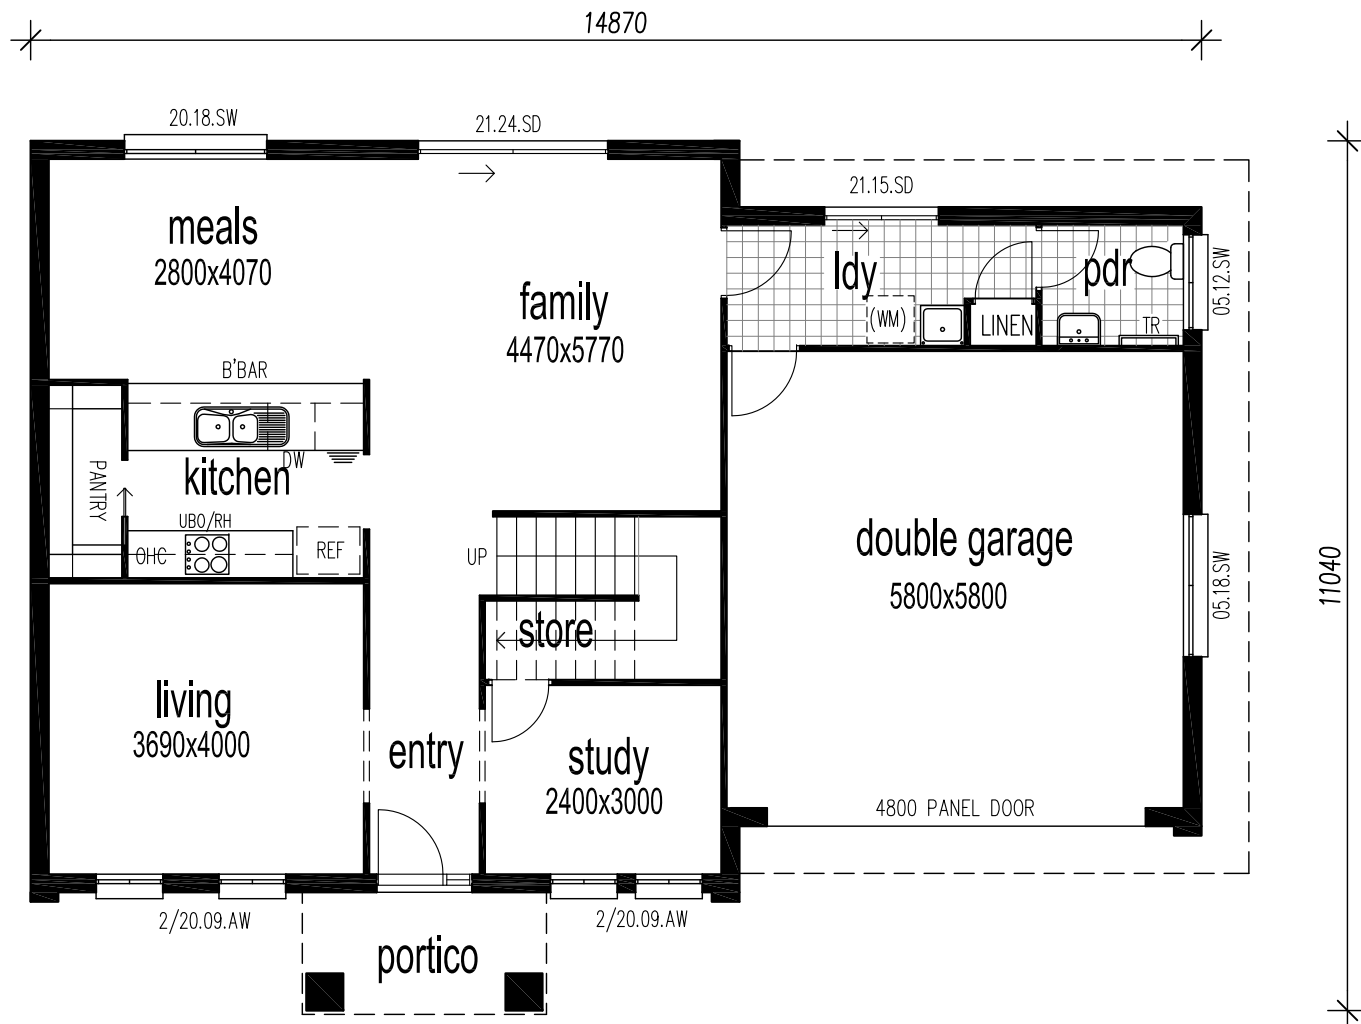 14870
20.18.SW
21.24.SD
21.15.SD
meals
2800x4070
family
4470x5770
ldy
pdr
05.12.SW
(WM)
LINEN
TR
B'BAR
DW
kitchen
PANTRY
UBO/RH
OHC
REF
UP
double garage
5800x5800
05.18.SW
11040
store
living
3690x4000
entry
study
2400x3000
4800 PANEL DOOR
2/20.09.AW
2/20.09.AW
portico